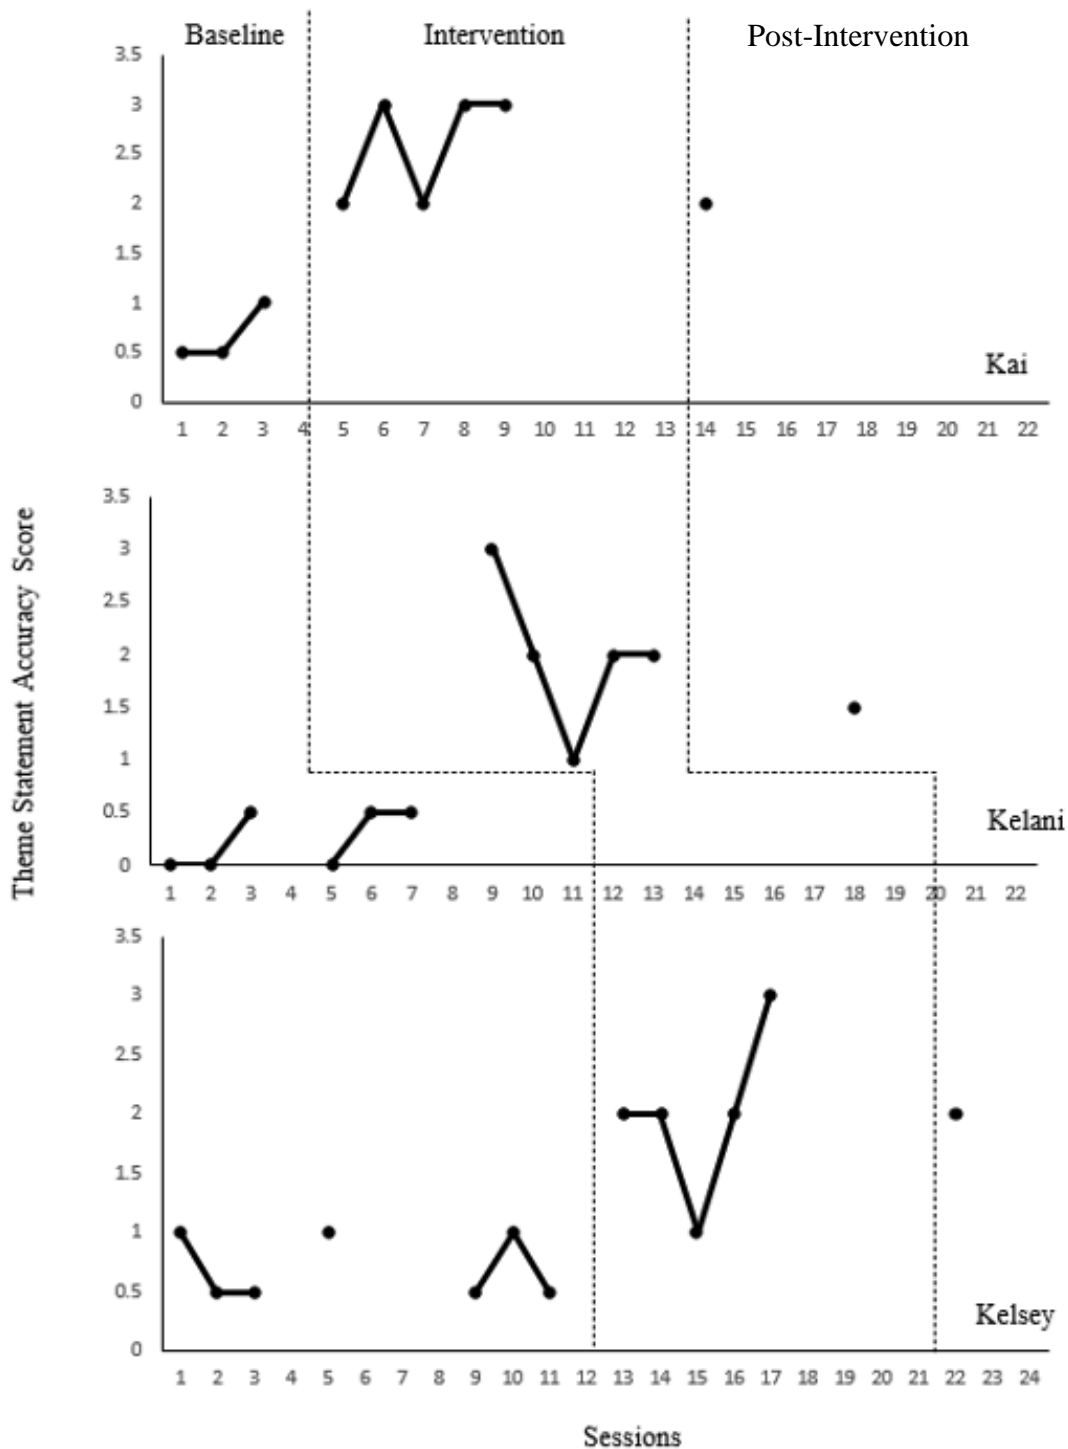 Baseline Intervention Post-Intervention
3.5
3
2.5
2
1.5
1
0.5
0
Kai
1 2 3 4 5 6 7 8 9 10 11 12 13 14 15 16 17 18 19 20 21 22
Theme Statement Accuracy Score
3.5
3
2.5
2
1.5
1
0.5
0
Kelani
1 2 3 4 5 6 7 8 9 10 11 12 13 14 15 16 17 18 19 20 21 22
3.5
3
2.5
2
1.5
1
0.5
0
Kelsey
1 2 3 4 5 6 7 8 9 10 11 12 13 14 15 16 17 18 19 20 21 22 23 24
Sessions